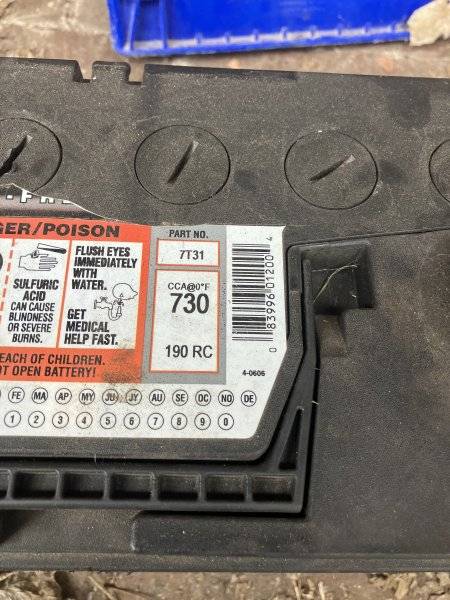 GER/POISON
SULFURIC
ACID
CAN CAUSE
BLINDNESS
OR SEVERE
BURNS.
FLUSH EYES
IMMEDIATELY
WITH
WATER.
GET
MEDICAL
HELP FAST.
EACH OF CHILDREN.
OT OPEN BATTERY!
PART NO.
7T31
CCA@0°F
730
190 RC
0 83996 01200 4
4-0606
FE MA AP MY JU JY AU SE OC NO DE
1 2 3 4 5 6 7 8 9 0